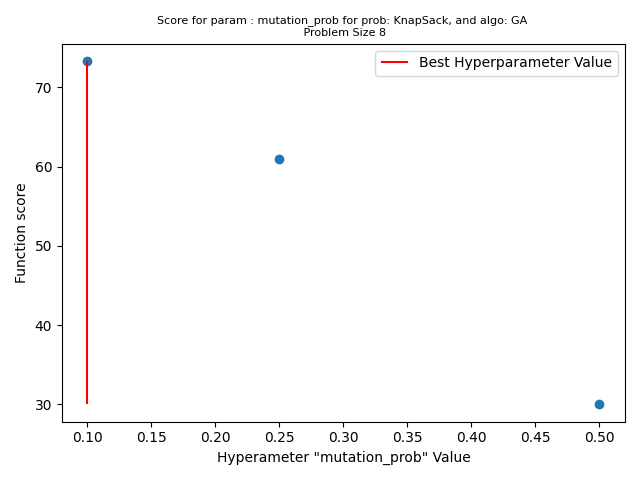 Score for param : mutation_prob for prob: KnapSack, and algo: GA
Problem Size 8
Best Hyperparameter Value
70
60
50
40
30
Function score
0.10 0.15 0.20 0.25 0.30 0.35 0.40 0.45 0.50
Hyperameter "mutation_prob" Value